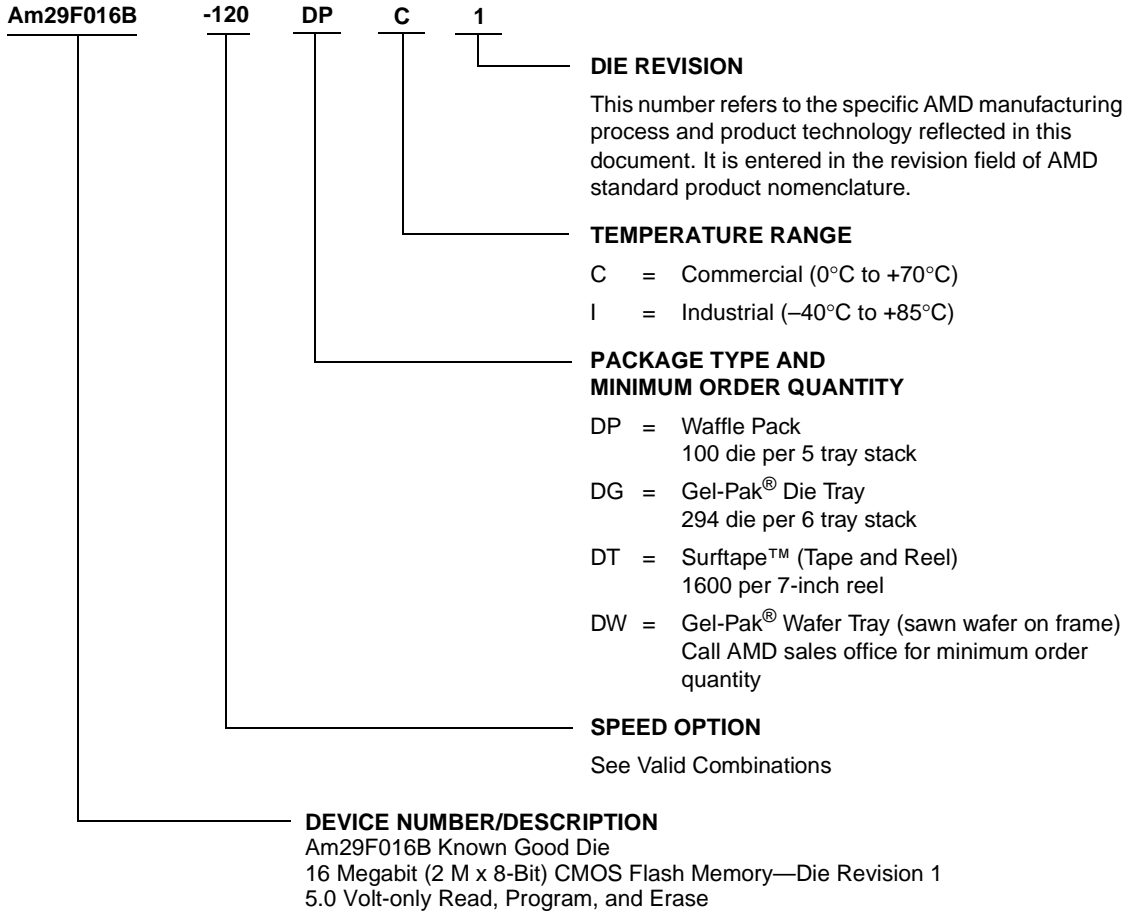 Am29F016B -120 DP C 1
DIE REVISION
This number refers to the specific AMD manufacturing
process and product technology reflected in this
document. It is entered in the revision field of AMD
standard product nomenclature.
TEMPERATURE RANGE
C = Commercial (0°C to +70°C)
I = Industrial (–40°C to +85°C)
PACKAGE TYPE AND
MINIMUM ORDER QUANTITY
DP = Waffle Pack
100 die per 5 tray stack
DG = Gel-Pak® Die Tray
294 die per 6 tray stack
DT = Surftape™ (Tape and Reel)
1600 per 7-inch reel
DW = Gel-Pak® Wafer Tray (sawn wafer on frame)
Call AMD sales office for minimum order
quantity
SPEED OPTION
See Valid Combinations
DEVICE NUMBER/DESCRIPTION
Am29F016B Known Good Die
16 Megabit (2 M x 8-Bit) CMOS Flash Memory—Die Revision 1
5.0 Volt-only Read, Program, and Erase